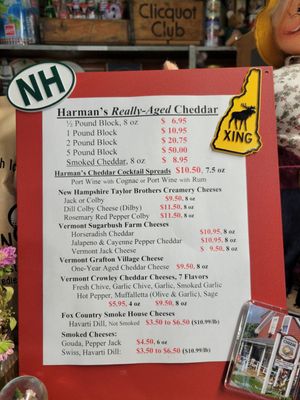 Clicquot
Club
NH
XING
Harman's Really-Aged Cheddar
½ Pound Block, 8 oz $ 6.95
1 Pound Block $ 10.95
2 Pound Block $ 20.75
5 Pound Block $ 50.00
Smoked Cheddar, 8 oz $ 8.95
Harman's Cheddar Cocktail Spreads $10.50, 7.5 oz
Port Wine with Cognac or Port Wine with Rum
New Hampshire Taylor Brothers Creamery Cheeses
Jack or Colby $9.50, 8 oz
Dill Colby Cheese (Dilby) $11.50, 8 oz
Rosemary Red Pepper Colby $11.50, 8 oz
Vermont Sugarbush Farm Cheeses
Horseradish Cheddar $10.95, 8 oz
Jalapeño & Cayenne Pepper Cheddar $10.95, 8 oz
Vermont Jack Cheese $ 9.50, 8 oz
Vermont Grafton Village Cheese
One-Year Aged Cheddar Cheese $9.50, 8 oz
Vermont Crowley Cheddar Cheeses, 7 Flavors
Fresh Chive, Garlic Chive, Garlic, Smoked Garlic
Hot Pepper, Muffalletta (Olive & Garlic), Sage
$5.95, 4 oz $9.50, 8 oz
Fox Country Smoke House Cheeses
Havarti Dill, Not Smoked $3.50 to $6.50 ($10.99/lb)
Smoked Cheeses:
Gouda, Pepper Jack $4.50, 6 oz
Swiss, Havarti Dill: $3.50 to $6.50 ($10.99/lb)